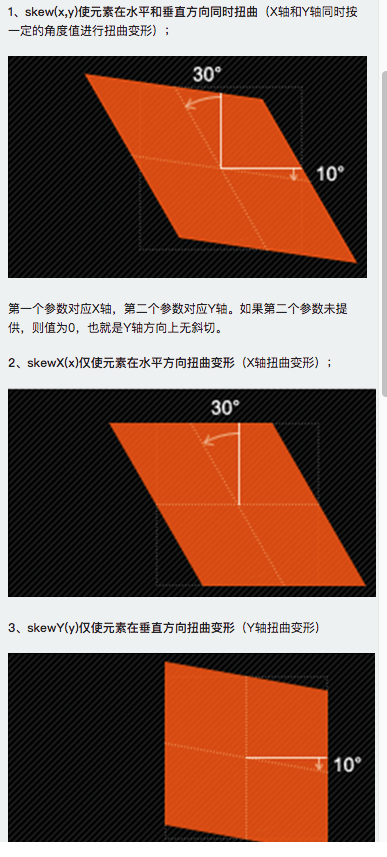 1、skew(x,y)使元素在水平和垂直方向同时扭曲（X轴和Y轴同时按
一定的角度值进行扭曲变形）；
30°
10°
第一个参数对应X轴，第二个参数对应Y轴。如果第二个参数未提
供，则值为0，也就是Y轴方向上无斜切。
2、skewX(x)仅使元素在水平方向扭曲变形（X轴扭曲变形）；
30°
3、skewY(y)仅使元素在垂直方向扭曲变形（Y轴扭曲变形）
10°